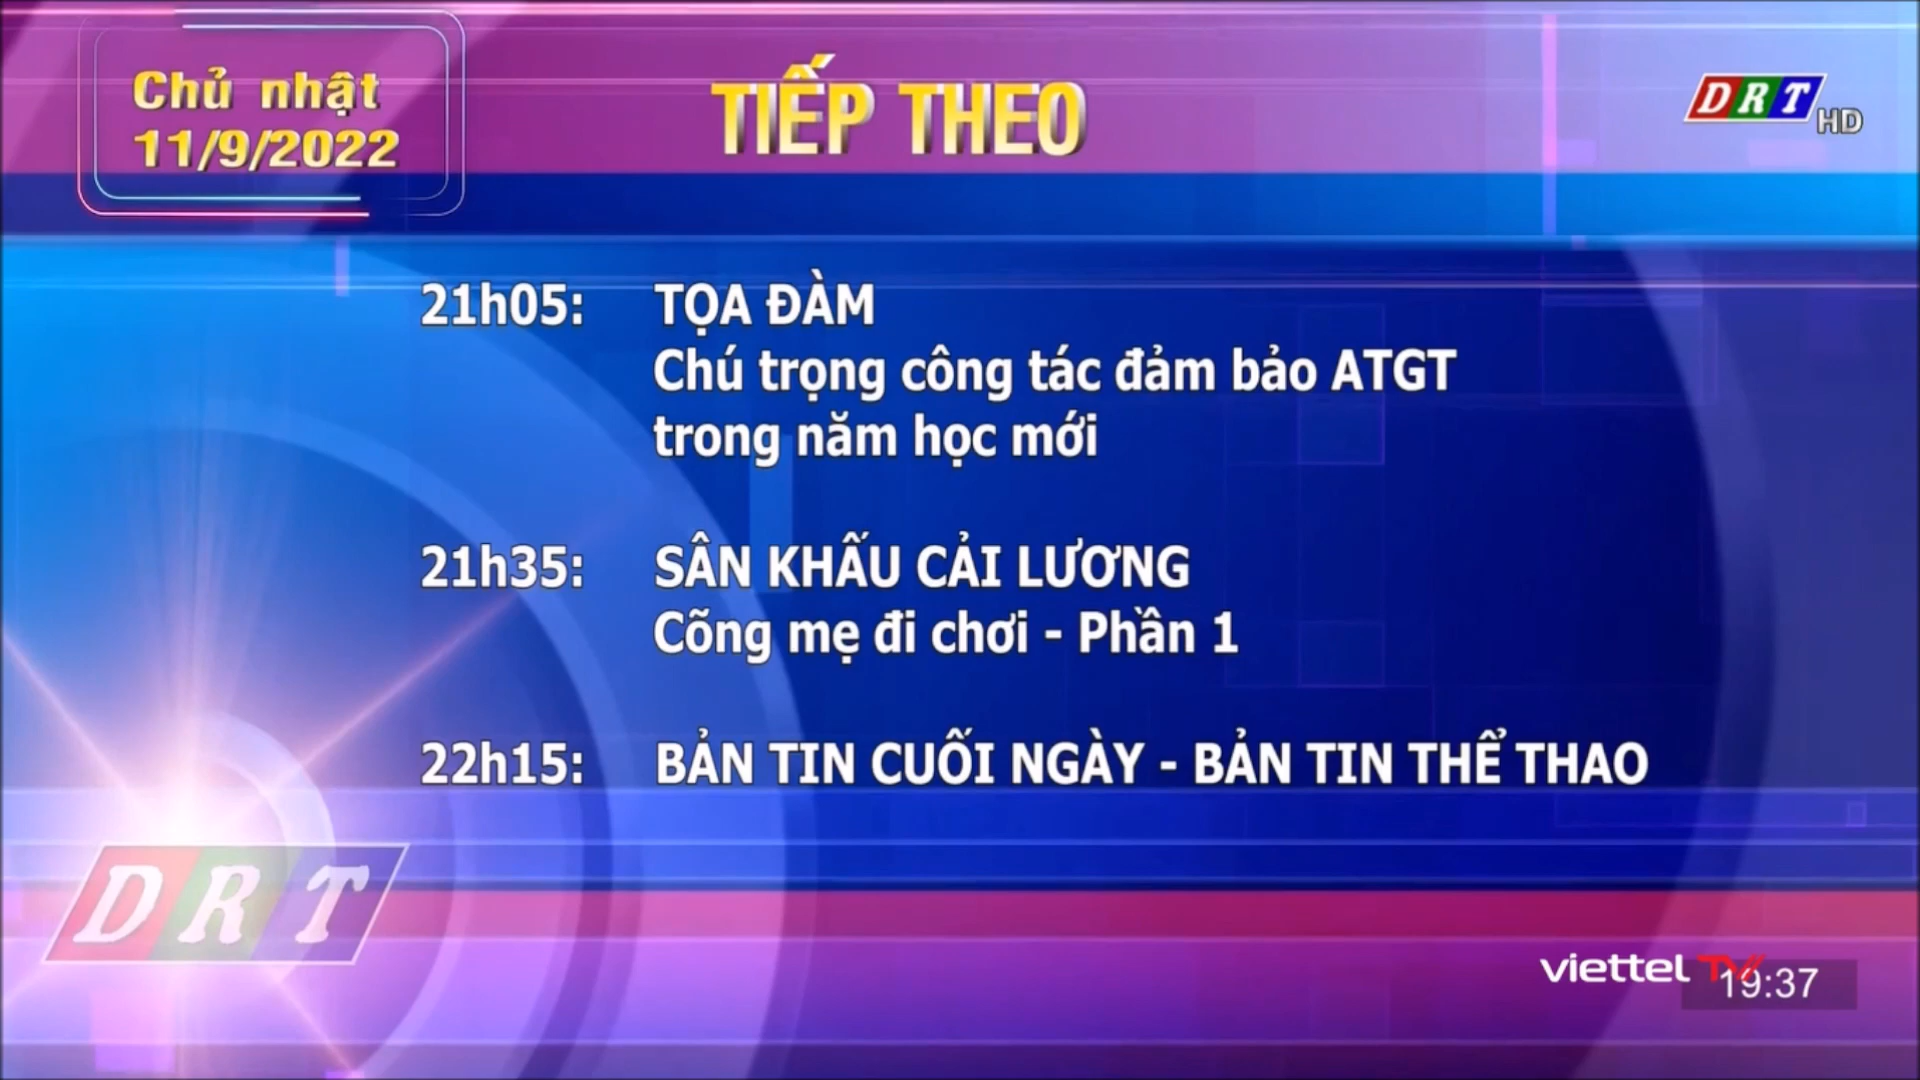 Chủ nhật
11/9/2022
TIẾP THEO
DRT HD
21h05: TỌA ĐÀM
Chú trọng công tác đảm bảo ATGT
trong năm học mới
21h35: SÂN KHẤU CẢI LƯƠNG
Cõng mẹ đi chơi - Phần 1
22h15: BẢN TIN CUỐI NGÀY - BẢN TIN THỂ THAO
DRT
viettel TV
19:37